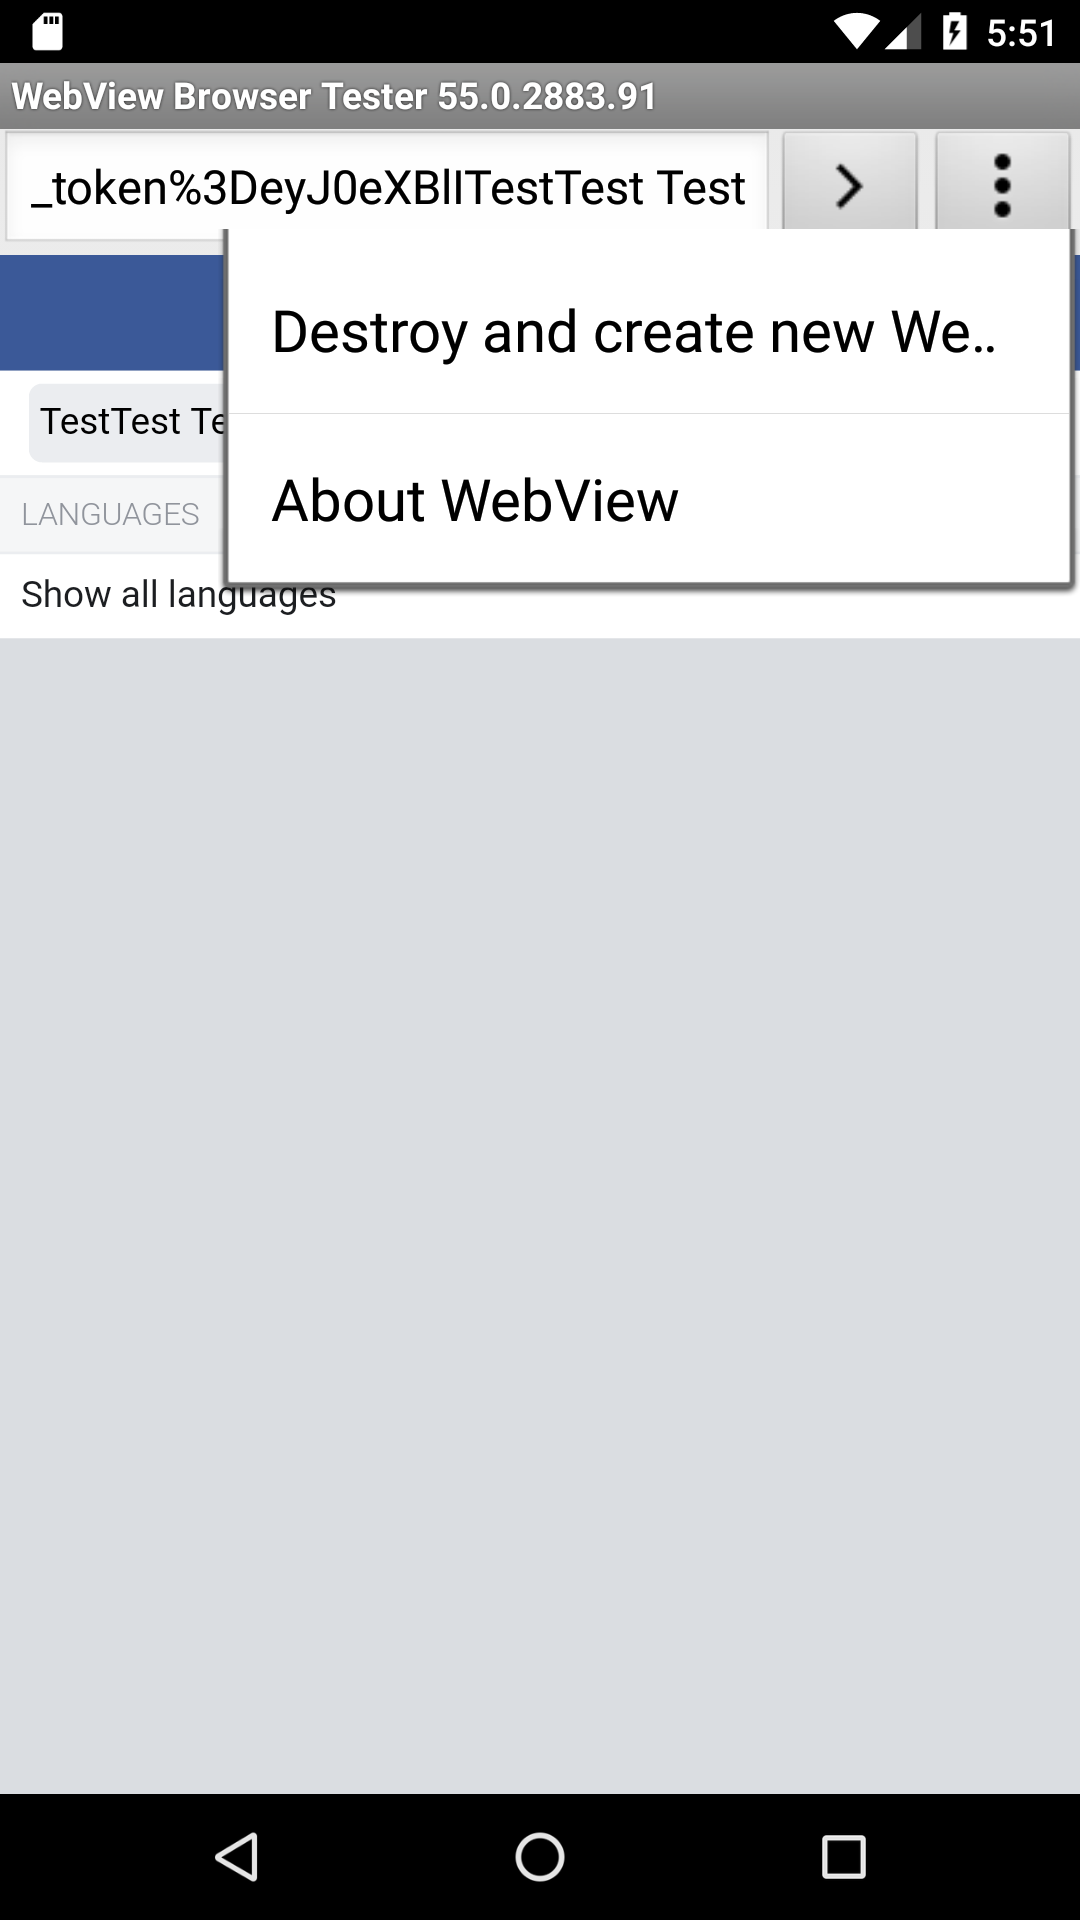 5:51
WebView Browser Tester 55.0.2883.91
_token%3DeyJ0eXBlITestTest Test
Destroy and create new We..
TestTest Te
About WebView
LANGUAGES
Show all languages